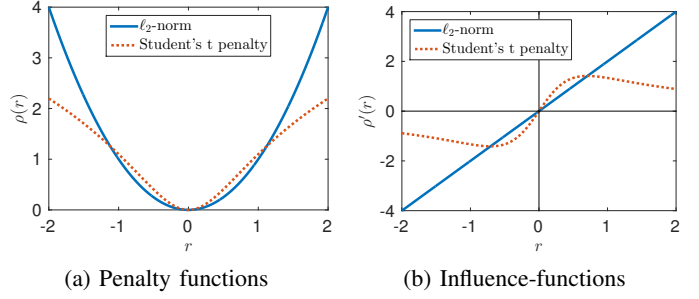 4
3
2
1
0
-2
-1
0
1
2
ρ(r)
r
ℓ₂-norm
Student's t penalty
(a) Penalty functions
4
2
0
-2
-4
-2
-1
0
1
2
ρ'(r)
r
ℓ₂-norm
Student's t penalty
(b) Influence-functions